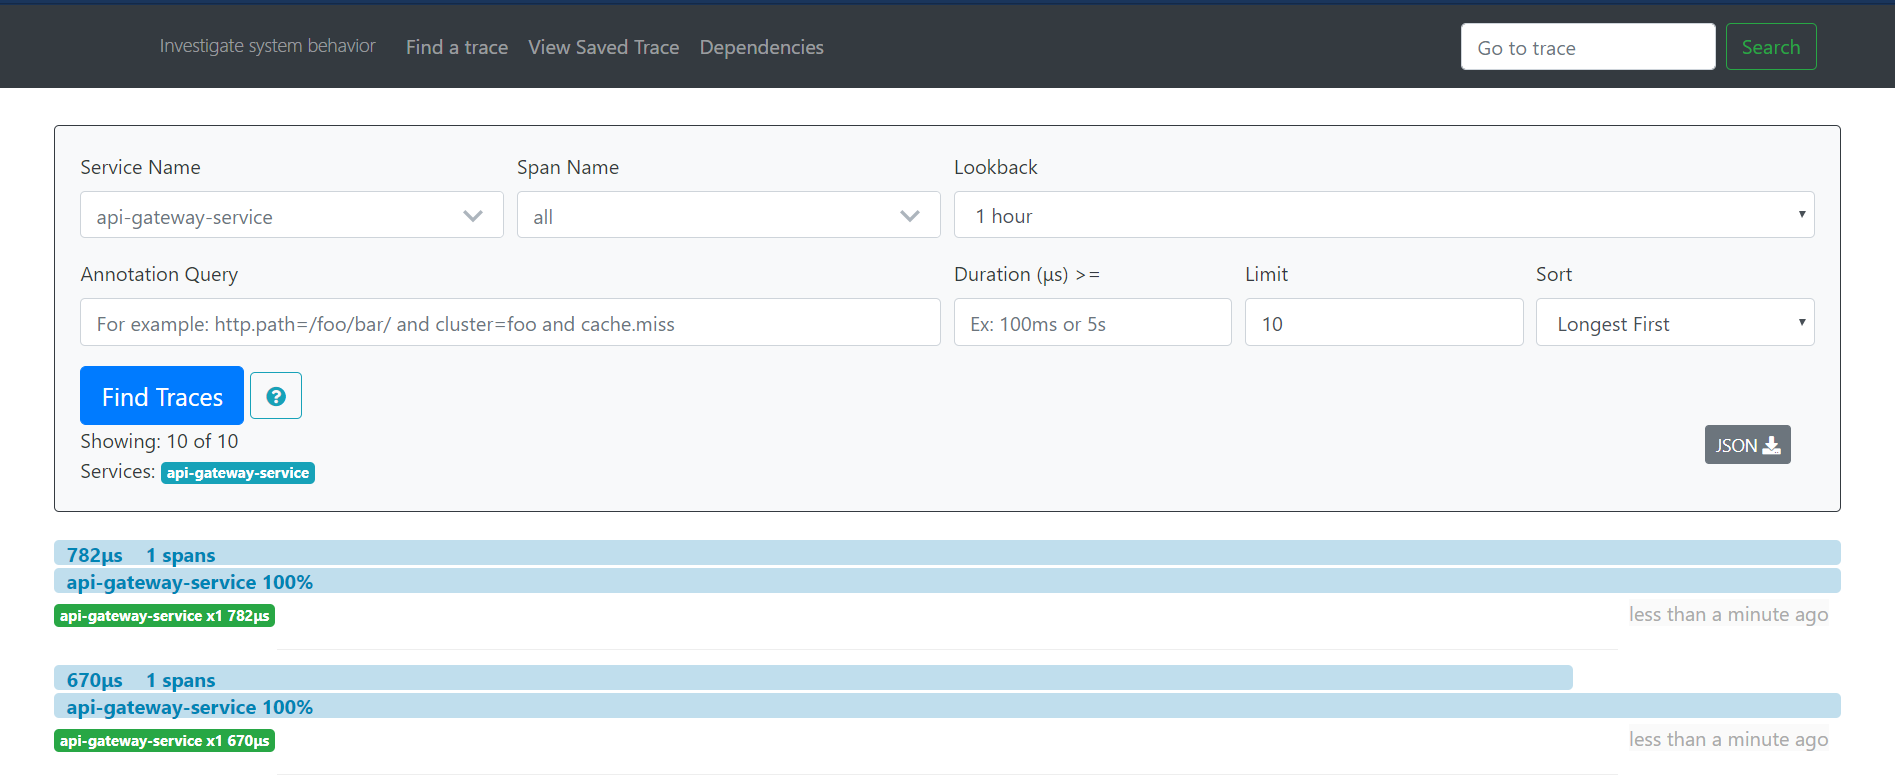 Investigate system behavior Find a trace View Saved Trace Dependencies Go to trace Search
Service Name Span Name Lookback
api-gateway-service all 1 hour
Annotation Query Duration (μs) >= Limit Sort
For example: http.path=/foo/bar/ and cluster=foo and cache.miss Ex: 100ms or 5s 10 Longest First
Find Traces
Showing: 10 of 10
JSON
Services: api-gateway-service
782μs 1 spans
api-gateway-service 100%
api-gateway-service x1 782μs less than a minute ago
670μs 1 spans
api-gateway-service 100%
api-gateway-service x1 670μs less than a minute ago